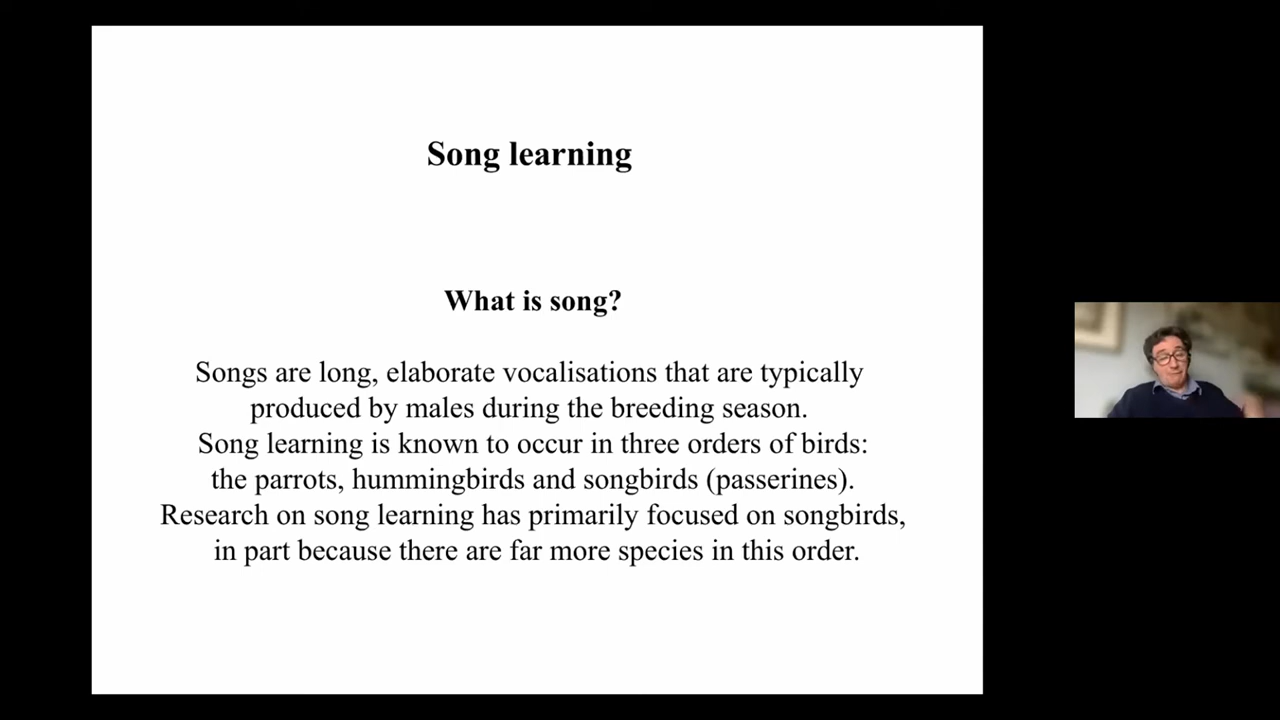 Song learning
What is song?
Songs are long, elaborate vocalisations that are typically
produced by males during the breeding season.
Song learning is known to occur in three orders of birds:
the parrots, hummingbirds and songbirds (passerines).
Research on song learning has primarily focused on songbirds,
in part because there are far more species in this order.